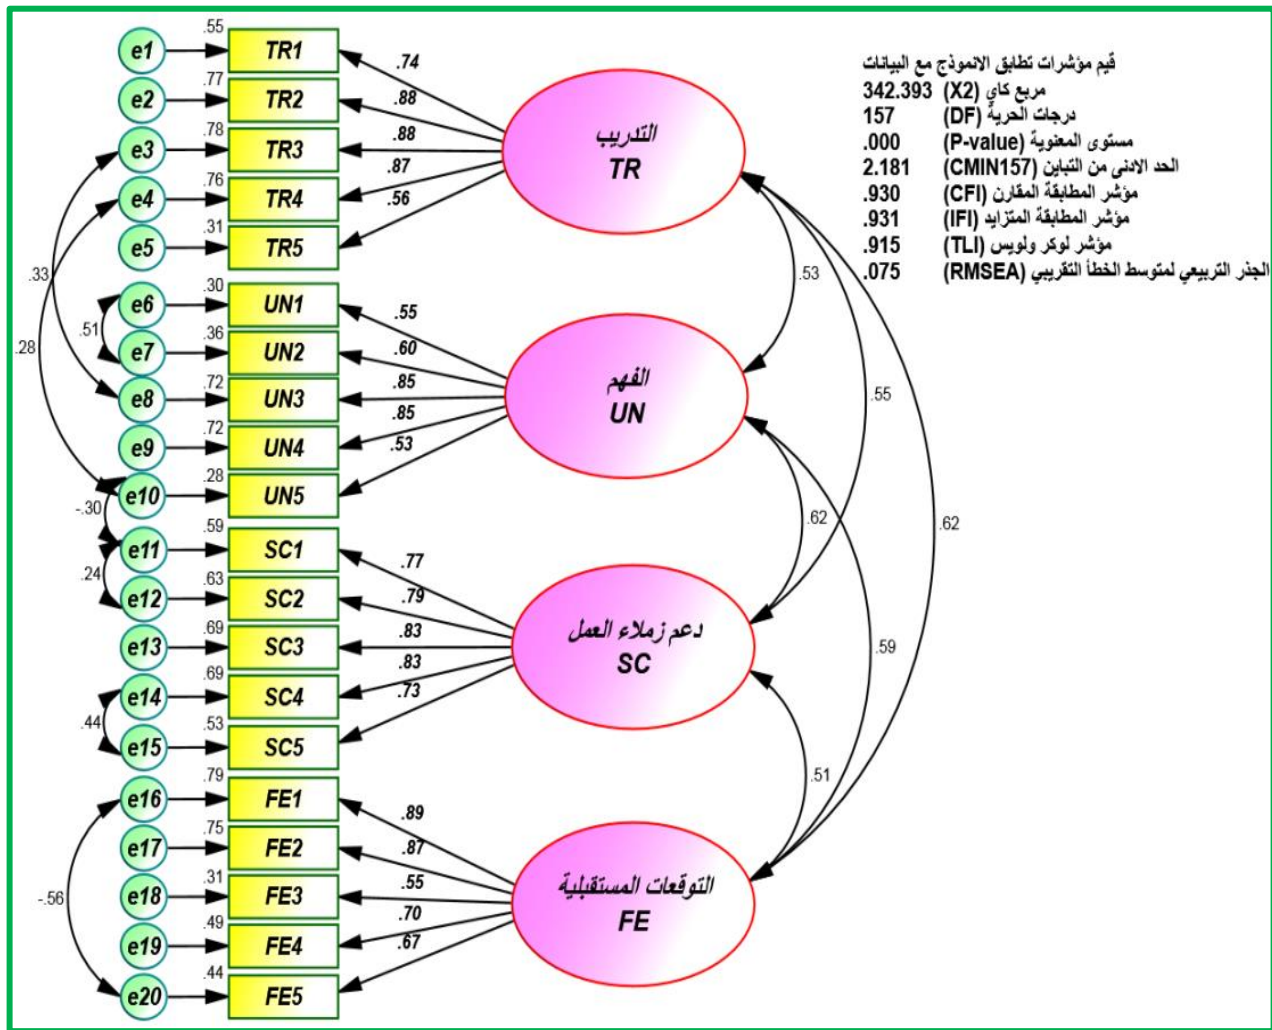 قيم مؤشرات تطابق الانموذج مع البيانات
مربع كاي (X2) 342.393
درجات الحرية (DF) 157
مستوى المعنوية (P-value) .000
الحد الادنى من التباين (CMIN157) 2.181
مؤشر المطابقة المقارن (CFI) .930
مؤشر المطابقة المتزايد (IFI) .931
مؤشر لوكر ولويس (TLI) .915
الجذر التربيعي لمتوسط الخطأ التقريبي (RMSEA) .075
e1 .55 TR1 .74
e2 .77 TR2 .88
e3 .78 TR3 .88
e4 .76 TR4 .87
e5 .31 TR5 .56
التدريب
TR
.33
.28
.53
.55
.62
e6 .30 UN1 .55
.51
e7 .36 UN2 .60
e8 .72 UN3 .85
e9 .72 UN4 .85
e10 .28 UN5 .53
الفهم
UN
-.30
.62
.59
e11 .59 SC1 .77
.24
e12 .63 SC2 .79
e13 .69 SC3 .83
e14 .69 SC4 .83
.44
e15 .53 SC5 .73
دعم زملاء العمل
SC
.51
e16 .79 FE1 .89
e17 .75 FE2 .87
e18 .31 FE3 .55
-.56
e19 .49 FE4 .70
e20 .44 FE5 .67
التوقعات المستقبلية
FE